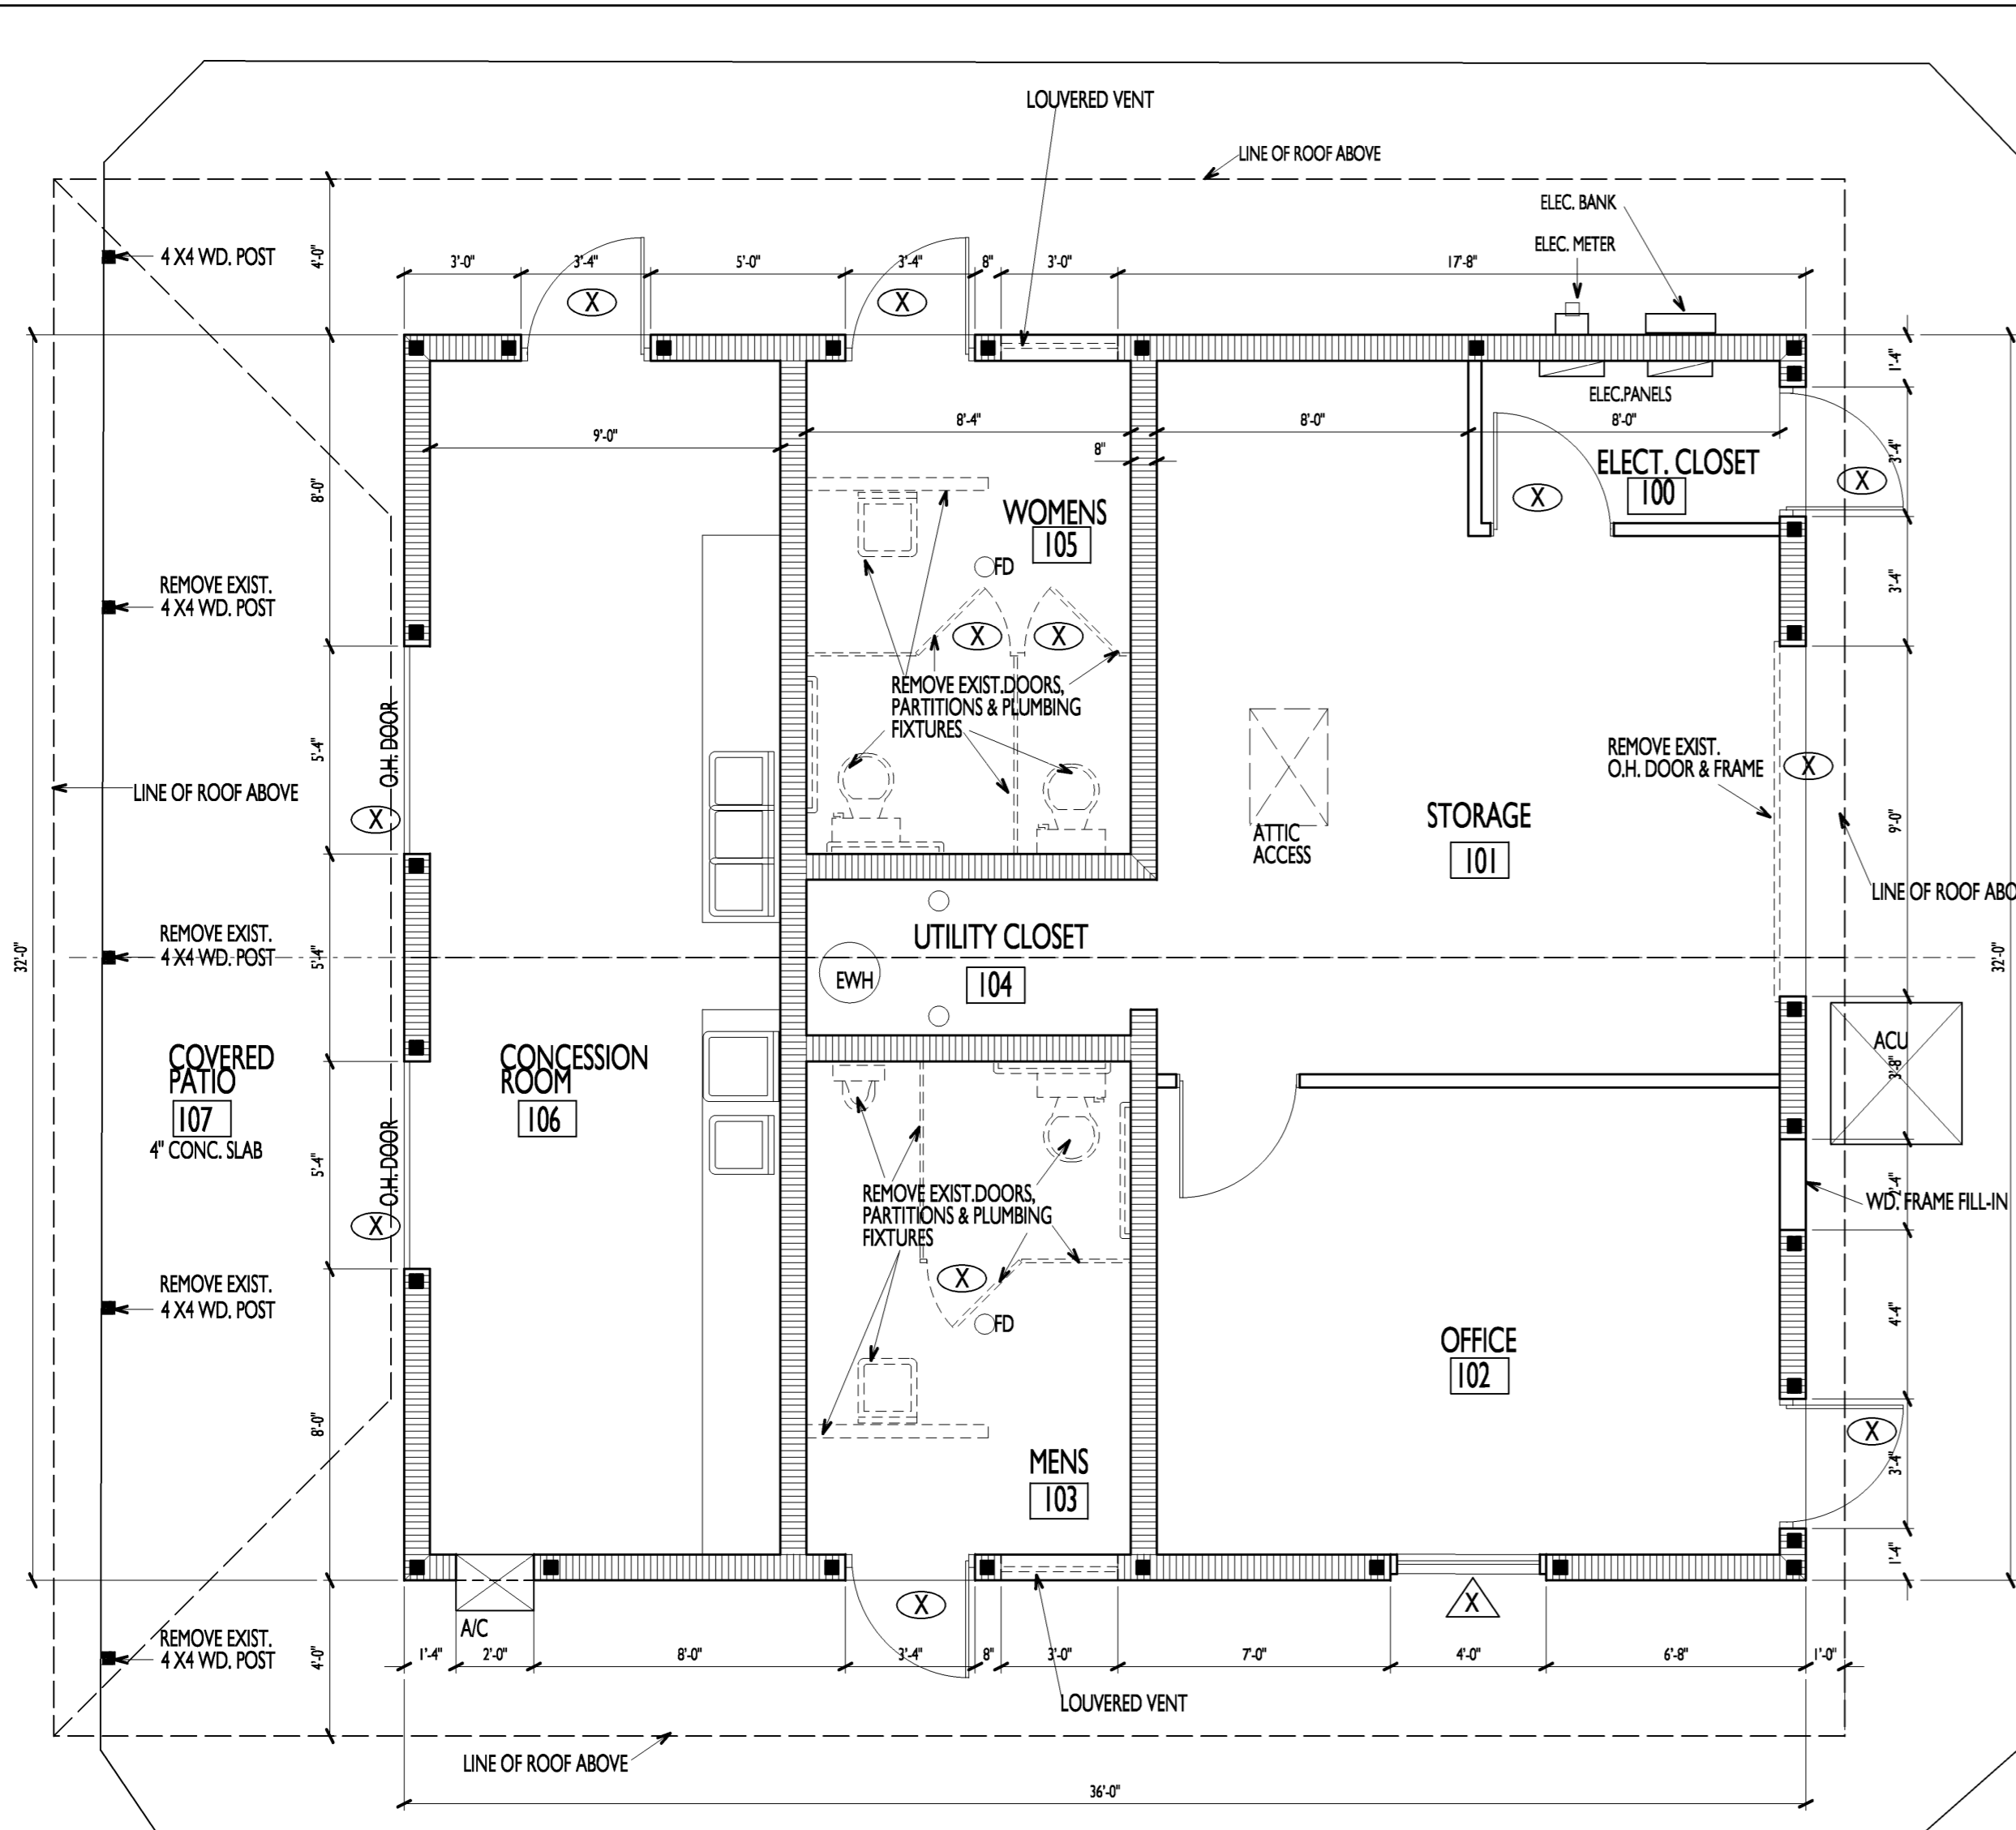 LOUVERED VENT
LINE OF ROOF ABOVE
ELEC. BANK
ELEC. METER
4 X4 WD. POST
4'-0"
3'-0"
3'-4"
5'-0"
3'-4"
8"
3'-0"
17'-8"
X
X
1'-4"
ELEC.PANELS
9'-0"
8'-4"
8"
8'-0"
8'-0"
3'-4"
ELECT. CLOSET
100
X
X
8'-0"
WOMENS
105
FD
REMOVE EXIST.
4 X4 WD. POST
3'-4"
X
X
REMOVE EXIST.DOORS,
PARTITIONS & PLUMBING
FIXTURES
5'-4"
O.H. DOOR
X
LINE OF ROOF ABOVE
REMOVE EXIST.
O.H. DOOR & FRAME
X
STORAGE
101
ATTIC
ACCESS
9'-0"
LINE OF ROOF ABO
32'-0"
REMOVE EXIST.
4 X4 WD. POST
5'-4"
UTILITY CLOSET
104
EWH
32'-0"
COVERED
PATIO
107
4" CONC. SLAB
CONCESSION
ROOM
106
ACU
3'-8"
5'-4"
O.H. DOOR
X
REMOVE EXIST.DOORS,
PARTITIONS & PLUMBING
FIXTURES
X
FD
2'-4"
WD. FRAME FILL-IN
REMOVE EXIST.
4 X4 WD. POST
4'-4"
OFFICE
102
8'-0"
MENS
103
X
3'-4"
1'-4"
REMOVE EXIST.
4 X4 WD. POST
4'-0"
A/C
X
X
1'-4"
2'-0"
8'-0"
3'-4"
8"
3'-0"
7'-0"
4'-0"
6'-8"
1'-0"
LOUVERED VENT
LINE OF ROOF ABOVE
36'-0"